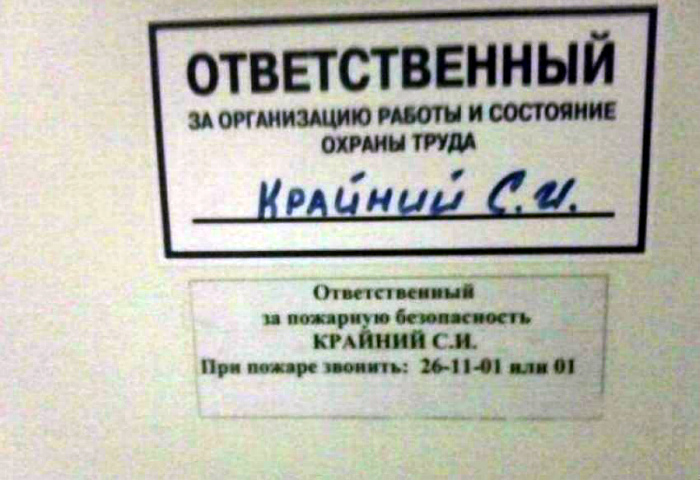 ОТВЕТСТВЕННЫЙ
ЗА ОРГАНИЗАЦИЮ РАБОТЫ И СОСТОЯНИЕ
ОХРАНЫ ТРУДА
КРАЙНИЙ С.И.
Ответственный
за пожарную безопасность
КРАЙНИЙ С.И.
При пожаре звонить: 26-11-01 или 01